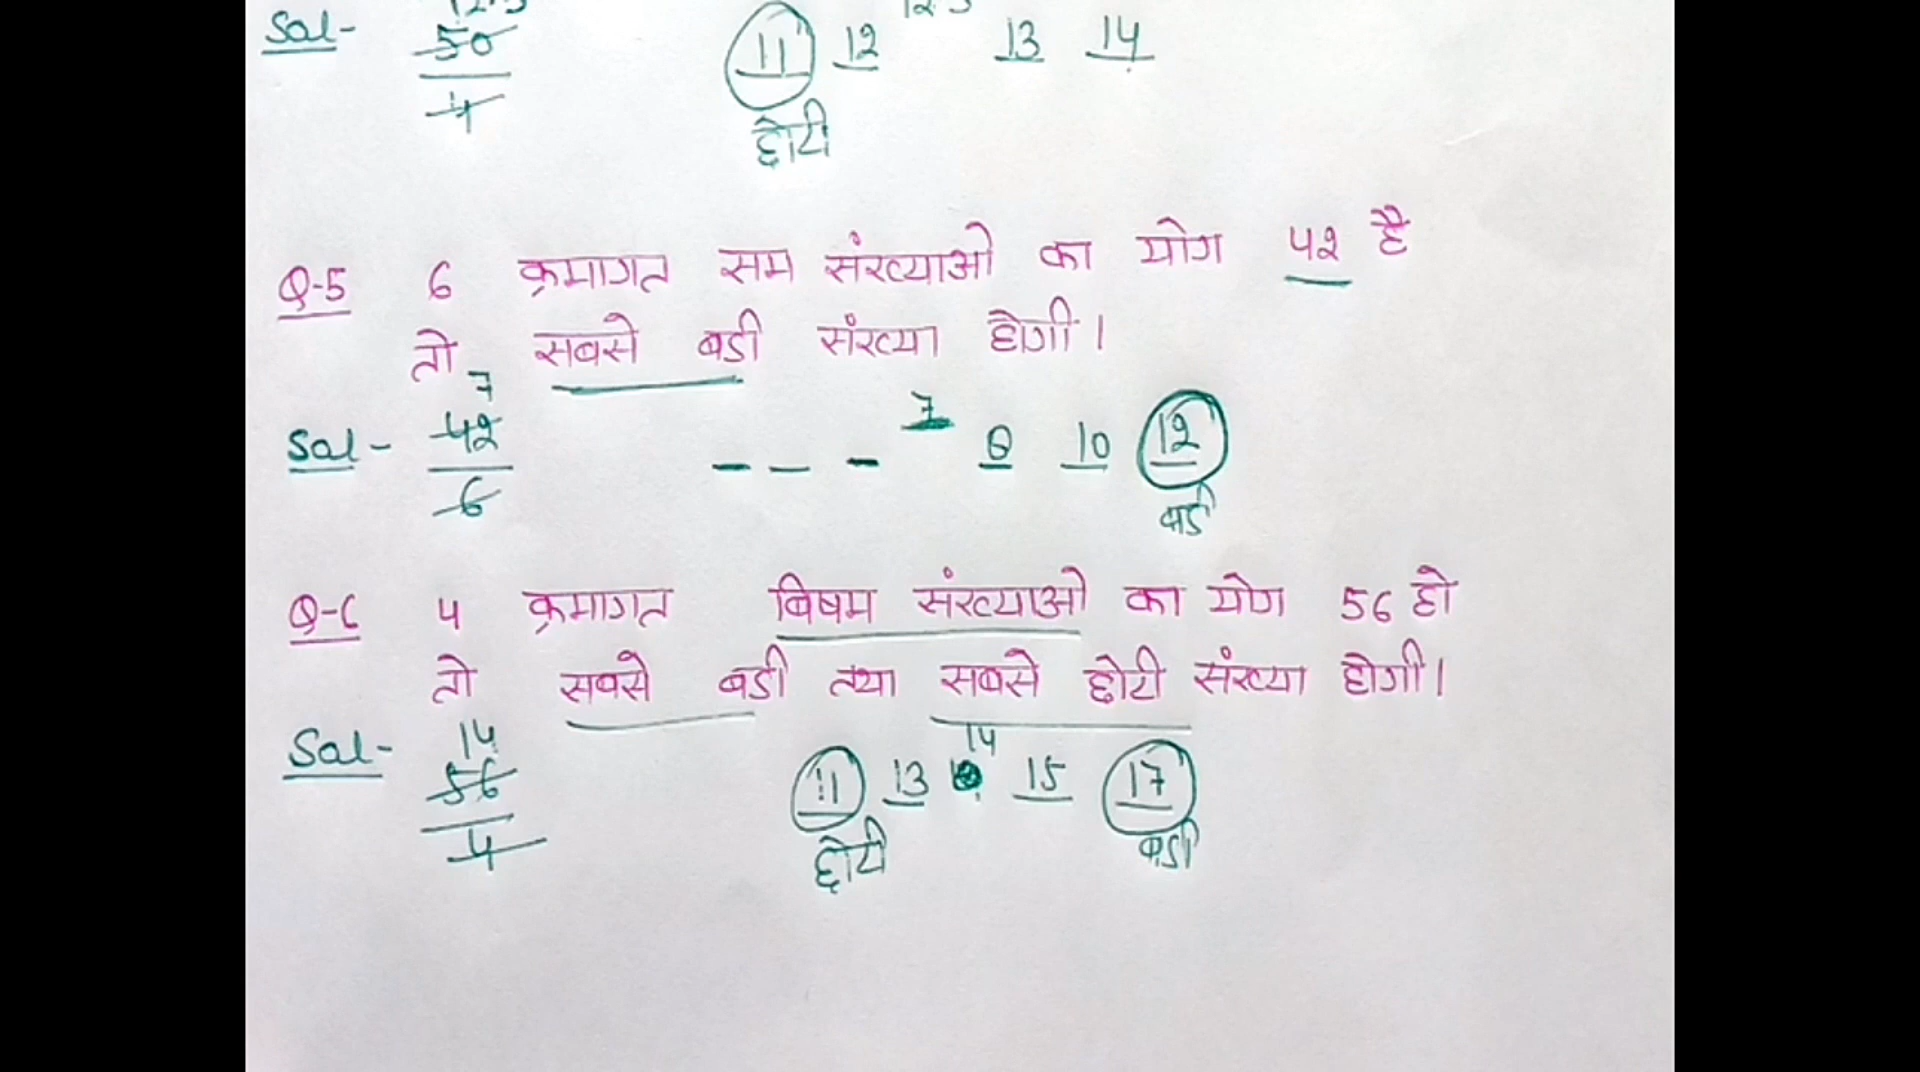 Sol- 50 11 12 13 14
4
छोटी
Q-5 6 क्रमागत सम संख्याओ का योग 42 है
तो सबसे बडी संख्या होगी।
7
Sol- 42 7 8 10 12
6 बडी
Q-6 4 क्रमागत विषम संख्याओ का योग 56 हो
तो सबसे बडी तथा सबसे छोटी संख्या होगी।
14 14
Sol- 56 11 13 15 17
4 छोटी बडी